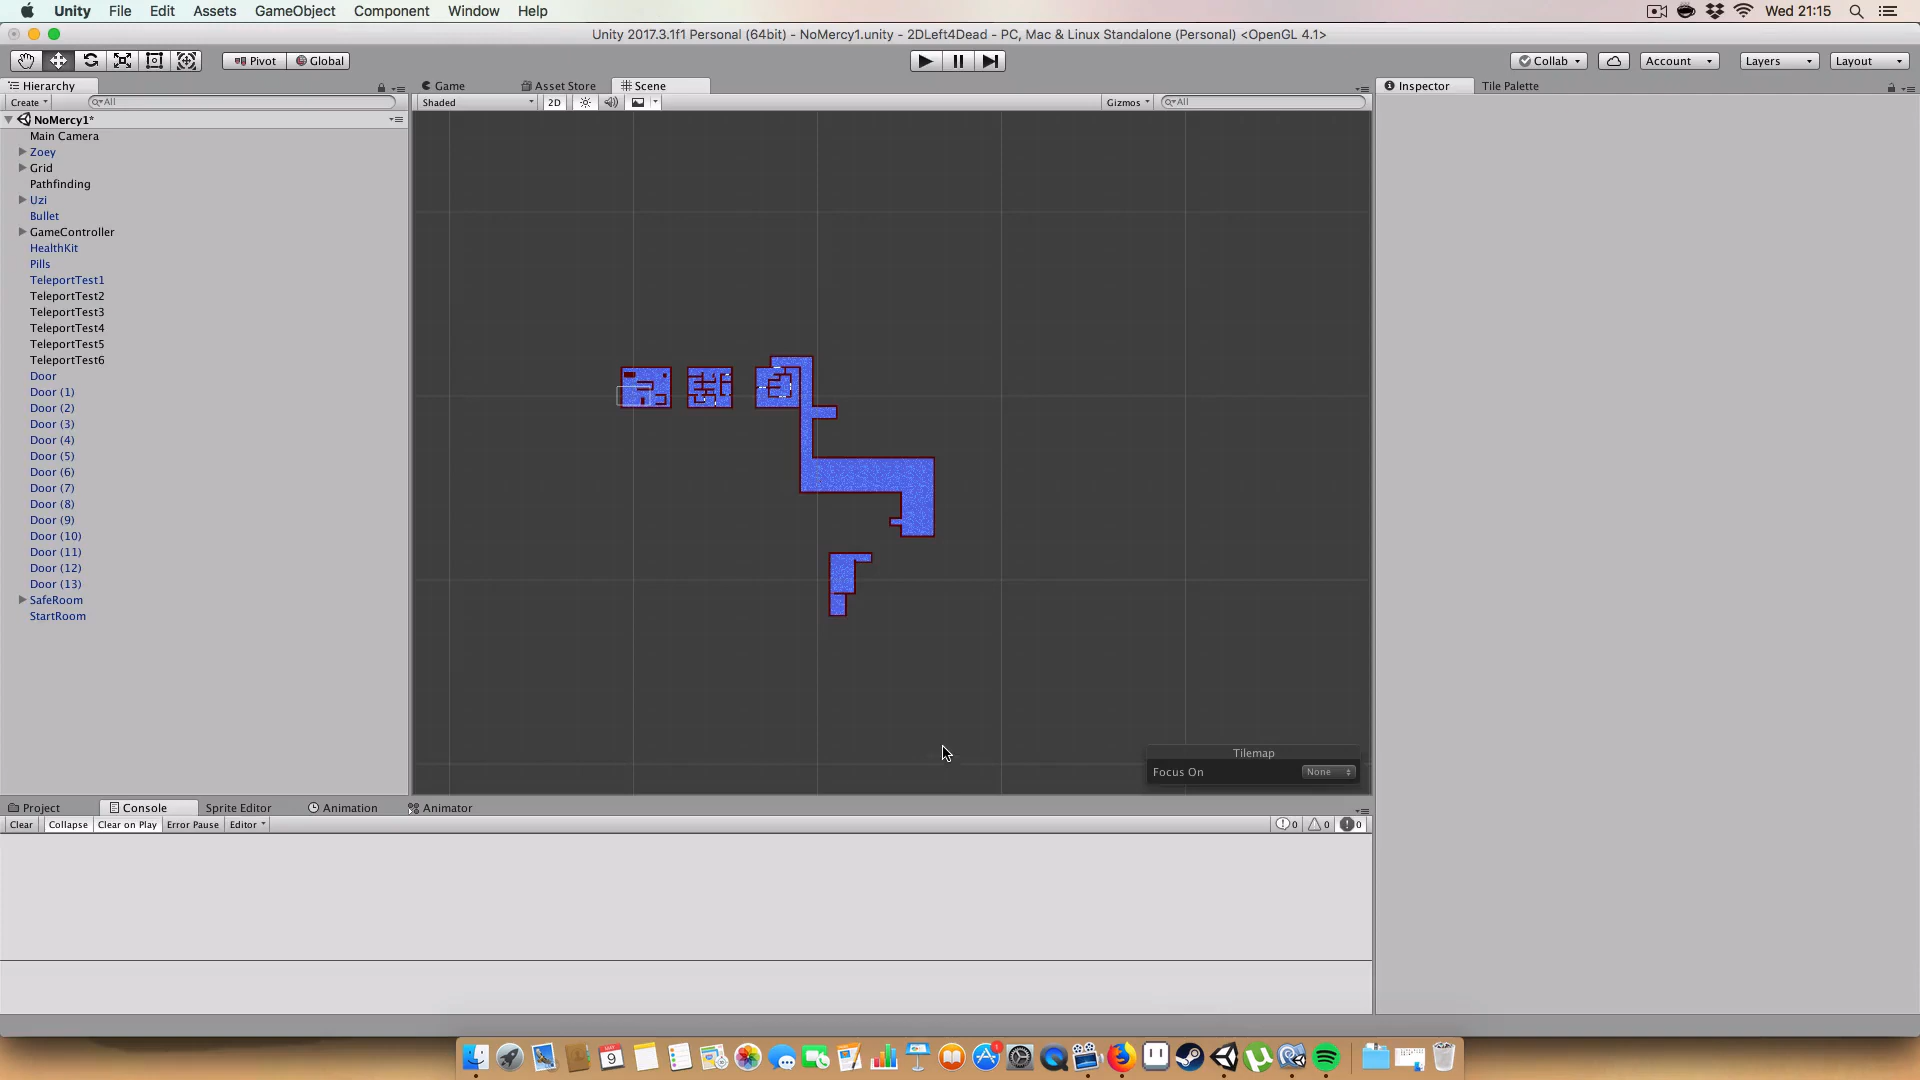 Unity File Edit Assets GameObject Component Window Help Wed 21:15
Unity 2017.3.1f1 Personal (64bit) - NoMercy1.unity - 2DLeft4Dead - PC, Mac & Linux Standalone (Personal) <OpenGL 4.1>
Pivot Global Collab Account Layers Layout
Hierarchy Game Asset Store Scene Inspector Tile Palette
Create All Shaded 2D Gizmos All
NoMercy1*
Main Camera
Zoey
Grid
Pathfinding
Uzi
Bullet
GameController
HealthKit
Pills
TeleportTest1
TeleportTest2
TeleportTest3
TeleportTest4
TeleportTest5
TeleportTest6
Door
Door (1)
Door (2)
Door (3)
Door (4)
Door (5)
Door (6)
Door (7)
Door (8)
Door (9)
Door (10)
Door (11)
Door (12)
Door (13)
SafeRoom
StartRoom
Tilemap
Focus On None
Project Console Sprite Editor Animation Animator
Clear Collapse Clear on Play Error Pause Editor 0 0 0
9
1